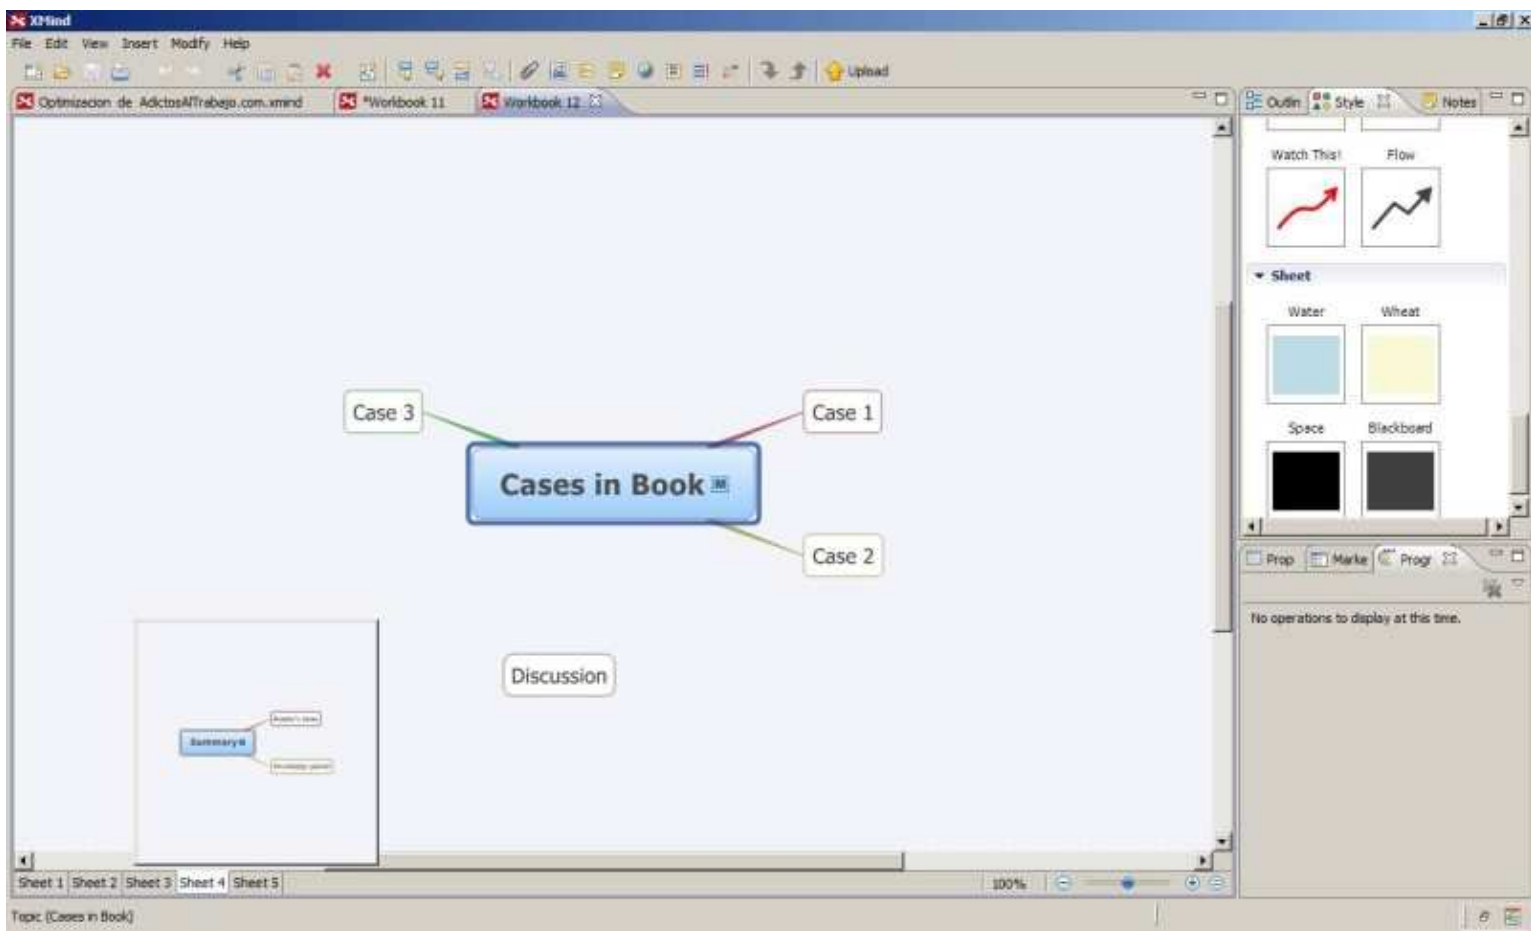 XMind
File Edit View Insert Modify Help
Upload
Optimizacion de AdictosAlTrabajo.com.xmind *Workbook 11 Workbook 12
Outlin Style Notes
Watch This! Flow
Sheet
Water Wheat
Space Blackboard
Case 3 Case 1
Cases in Book
Case 2
Discussion
Summary
Prop Marke Progr
No operations to display at this time.
Sheet 1 Sheet 2 Sheet 3 Sheet 4 Sheet 5 100%
Topic (Cases in Book)